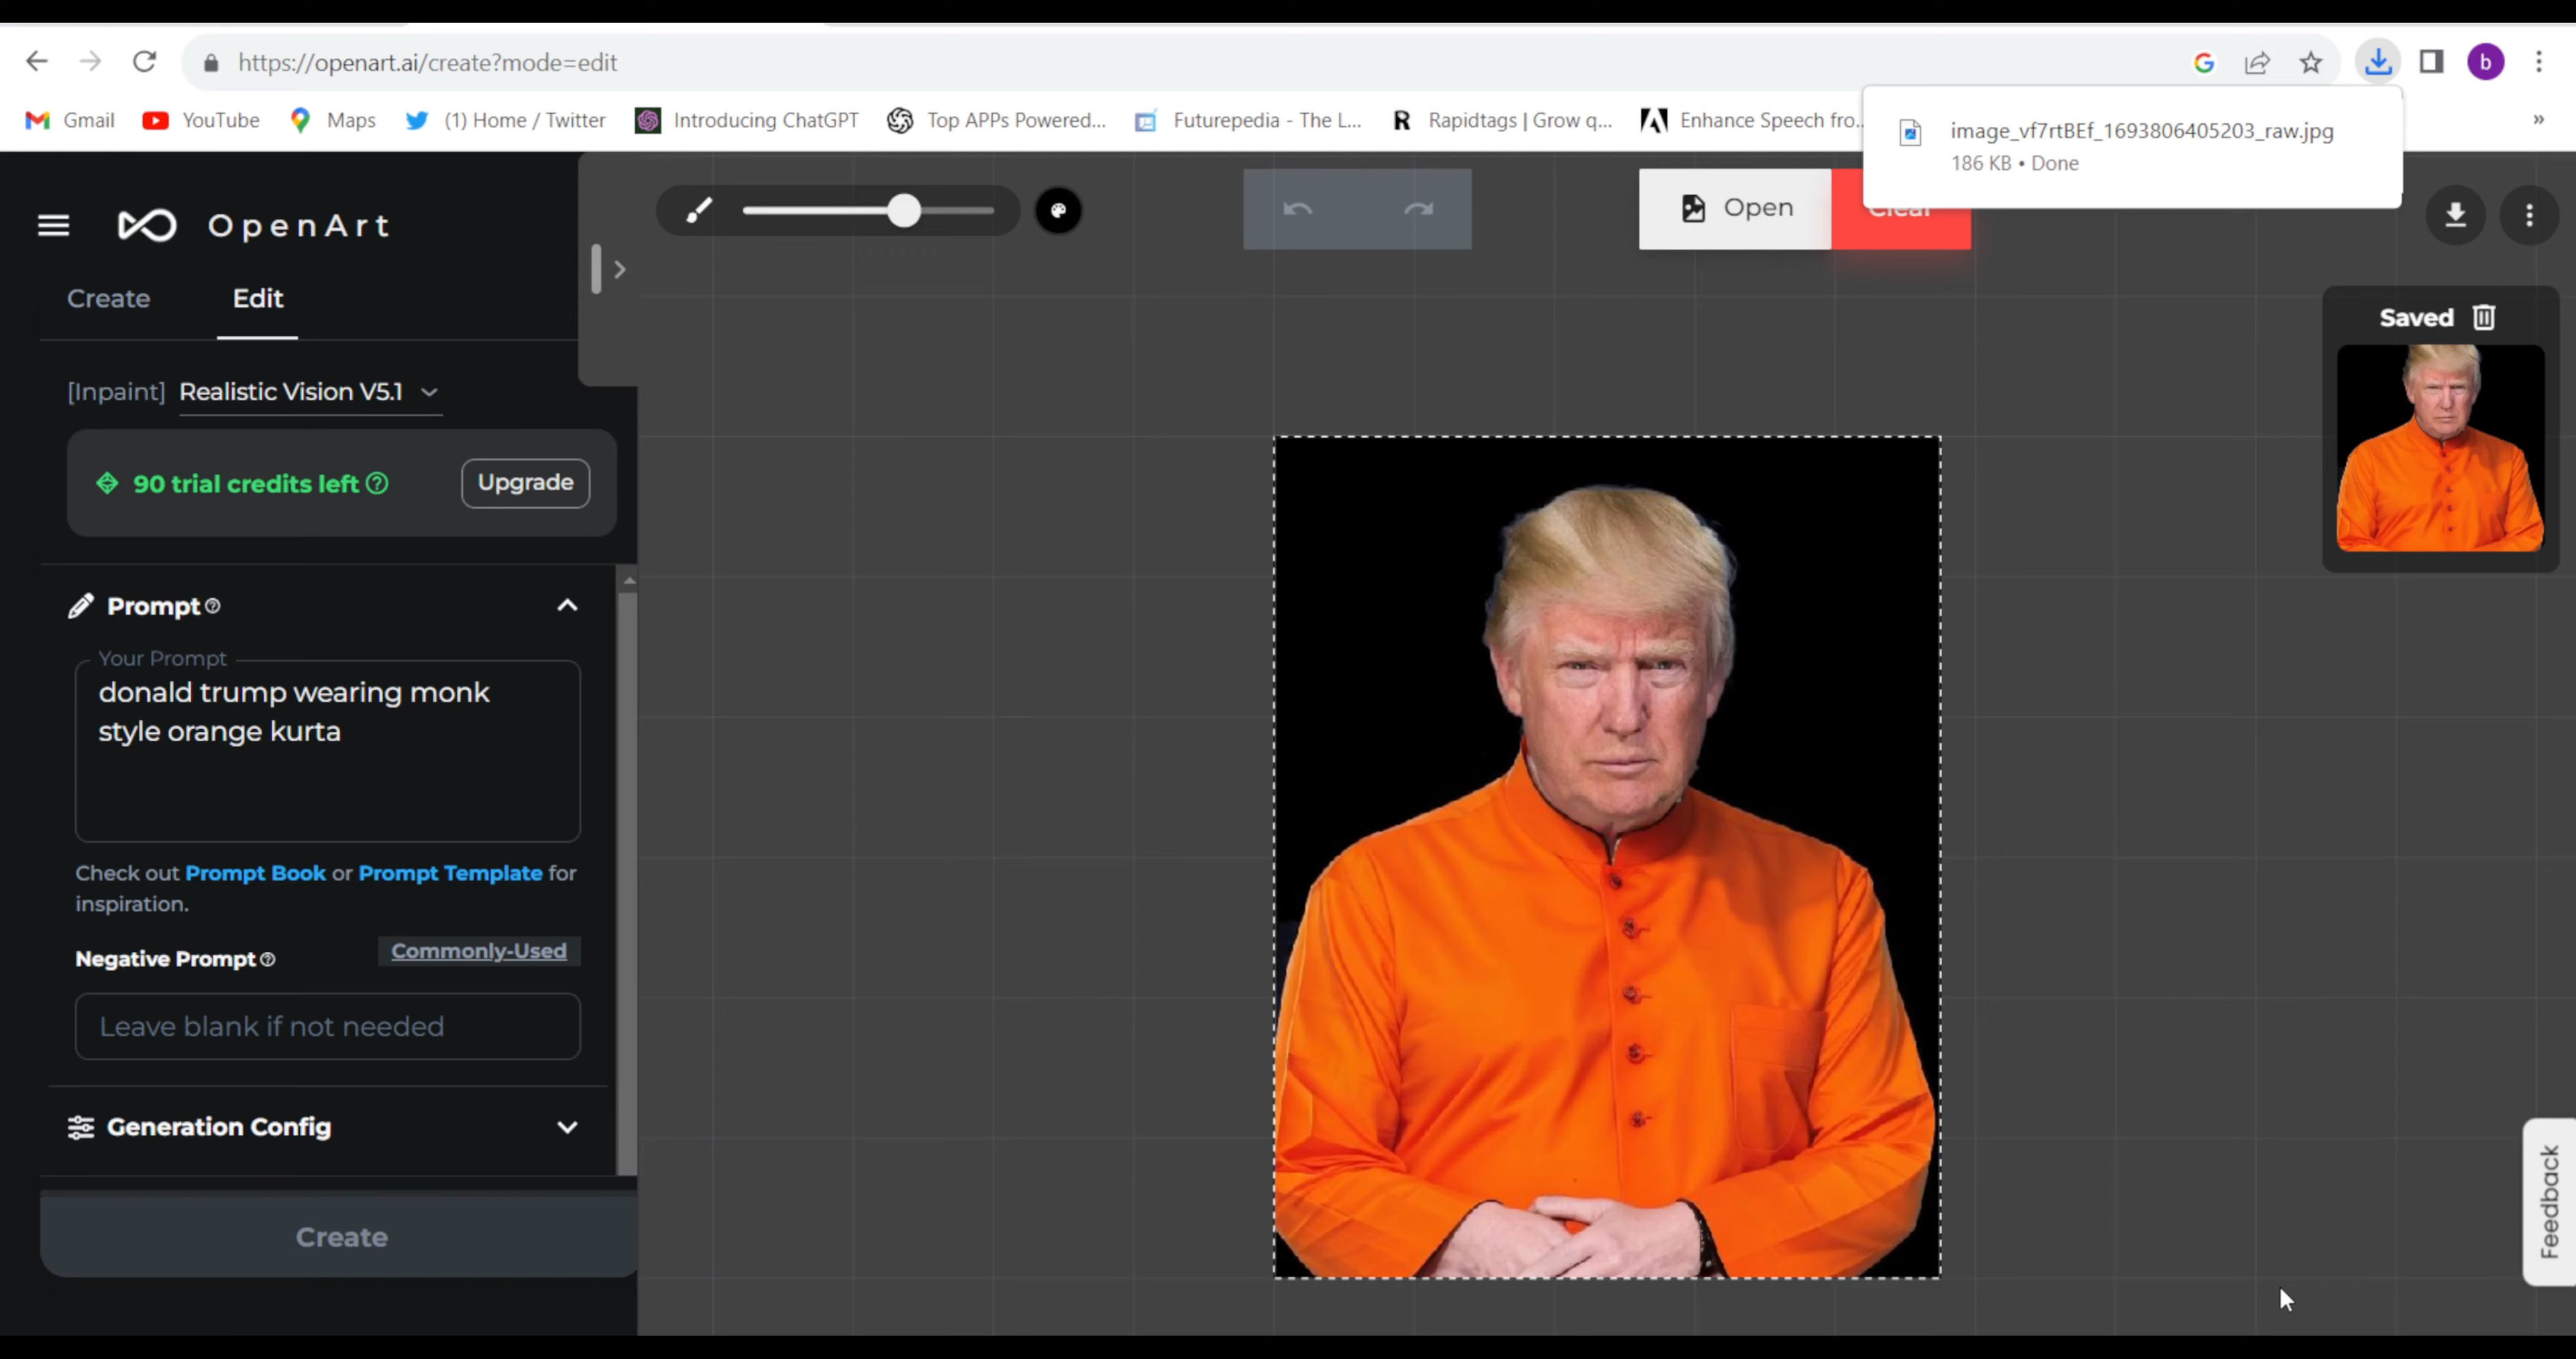 https://openart.ai/create?mode=edit
b
Gmail
YouTube
Maps
(1) Home / Twitter
Introducing ChatGPT
Top APPs Powered...
Futurepedia - The L...
R
Rapidtags | Grow q...
Enhance Speech fro...
»
image_vf7rtBEf_1693806405203_raw.jpg
186 KB • Done
OpenArt
Open
Clear
Create
Edit
Saved
[Inpaint] Realistic Vision V5.1
90 trial credits left
Upgrade
Prompt
Your Prompt
donald trump wearing monk
style orange kurta
Check out Prompt Book or Prompt Template for
inspiration.
Negative Prompt
Commonly-Used
Leave blank if not needed
Generation Config
Create
Feedback